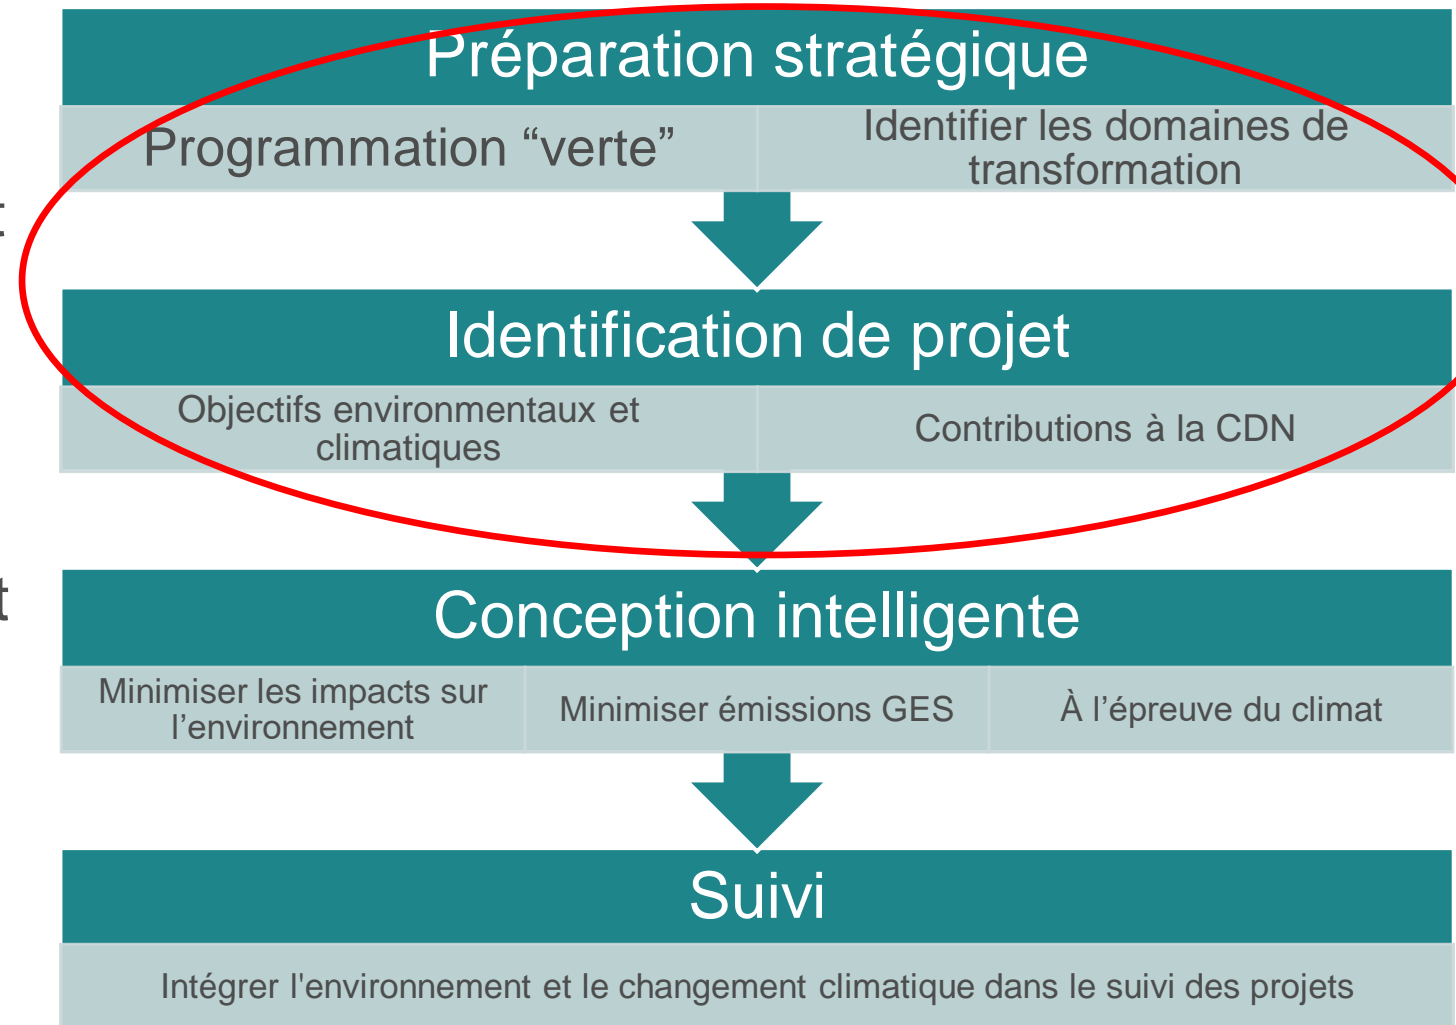 Préparation stratégique
Programmation “verte”
Identifier les domaines de
transformation
t
Identification de projet
Objectifs environnementaux et
climatiques
Contributions à la CDN
t
Conception intelligente
Minimiser les impacts sur
l’environnement
Minimiser émissions GES
À l’épreuve du climat
Suivi
Intégrer l'environnement et le changement climatique dans le suivi des projets